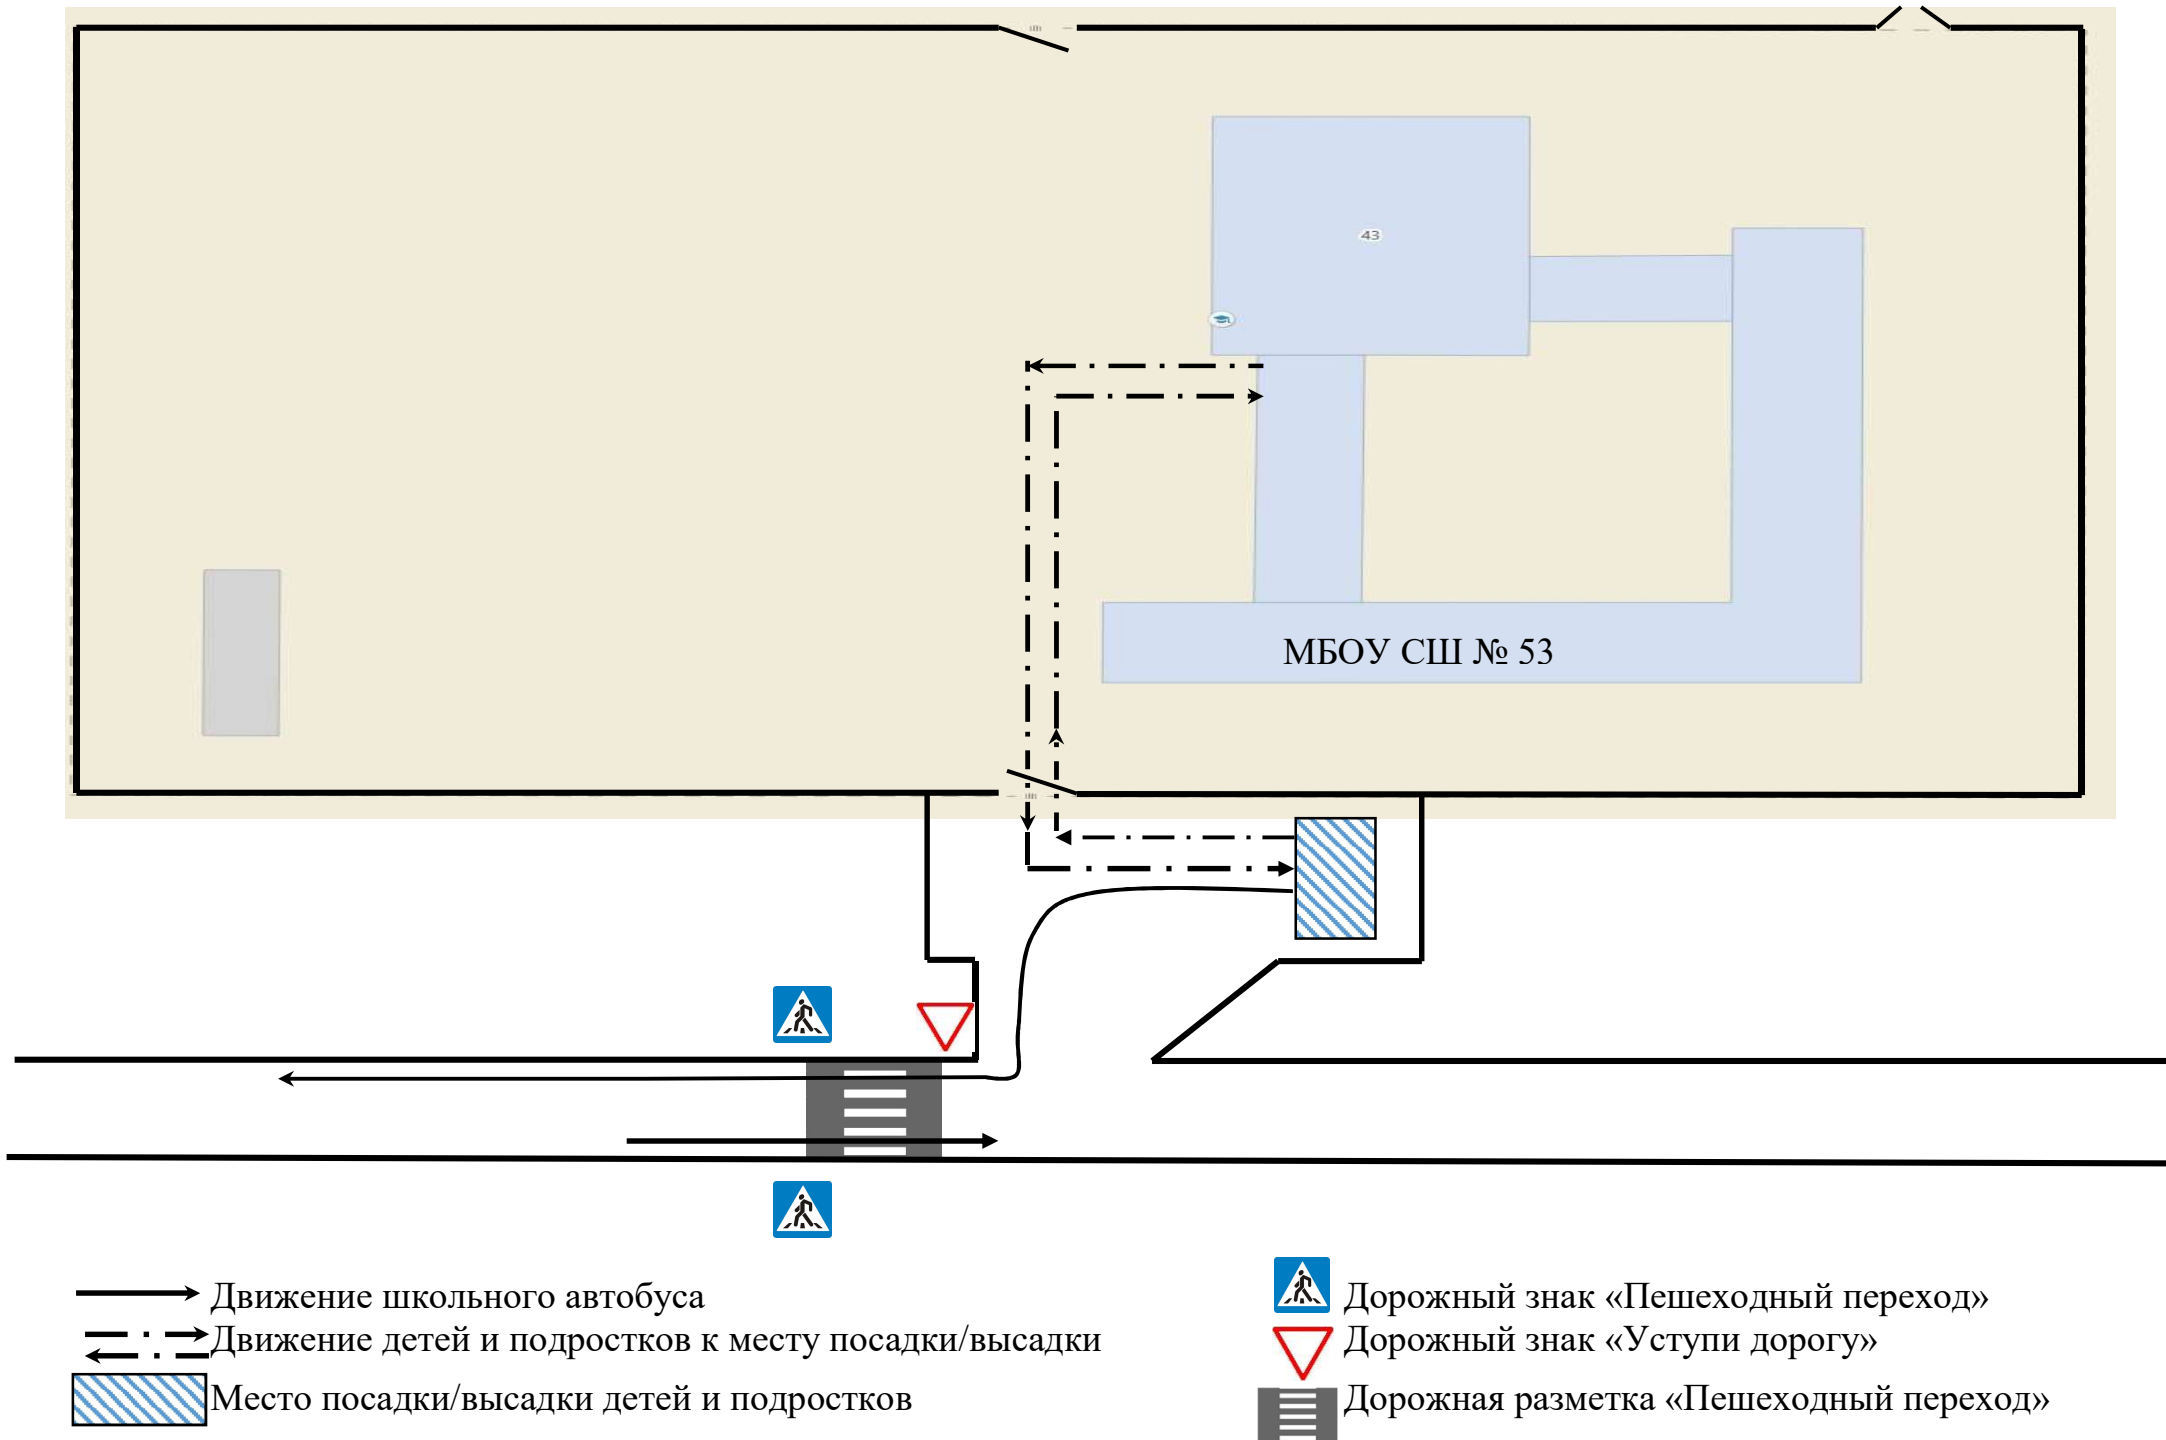 43
МБОУ СШ № 53
Движение школьного автобуса
Движение детей и подростков к месту посадки/высадки
Место посадки/высадки детей и подростков
Дорожный знак «Пешеходный переход»
Дорожный знак «Уступи дорогу»
Дорожная разметка «Пешеходный переход»